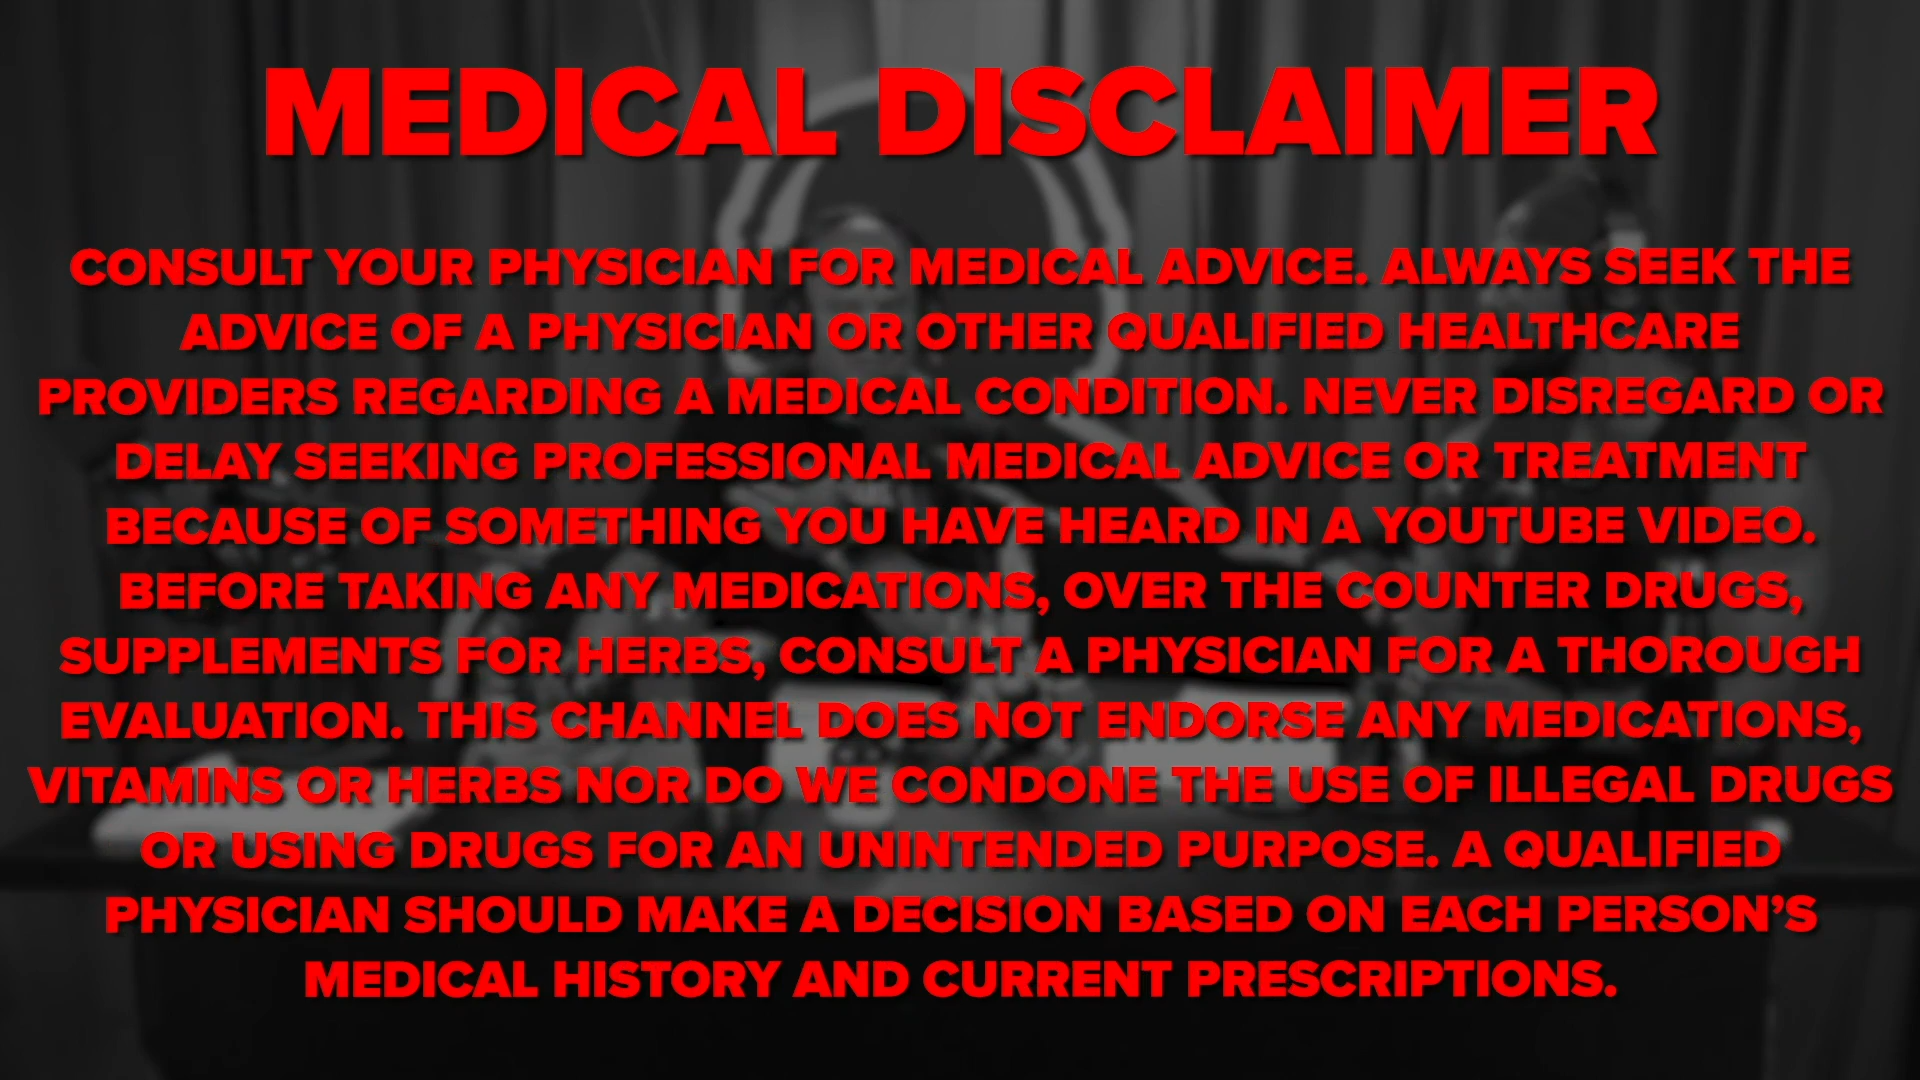 MEDICAL DISCLAIMER
CONSULT YOUR PHYSICIAN FOR MEDICAL ADVICE. ALWAYS SEEK THE
ADVICE OF A PHYSICIAN OR OTHER QUALIFIED HEALTHCARE
PROVIDERS REGARDING A MEDICAL CONDITION. NEVER DISREGARD OR
DELAY SEEKING PROFESSIONAL MEDICAL ADVICE OR TREATMENT
BECAUSE OF SOMETHING YOU HAVE HEARD IN A YOUTUBE VIDEO.
BEFORE TAKING ANY MEDICATIONS, OVER THE COUNTER DRUGS,
SUPPLEMENTS FOR HERBS, CONSULT A PHYSICIAN FOR A THOROUGH
EVALUATION. THIS CHANNEL DOES NOT ENDORSE ANY MEDICATIONS,
VITAMINS OR HERBS NOR DO WE CONDONE THE USE OF ILLEGAL DRUGS
OR USING DRUGS FOR AN UNINTENDED PURPOSE. A QUALIFIED
PHYSICIAN SHOULD MAKE A DECISION BASED ON EACH PERSON’S
MEDICAL HISTORY AND CURRENT PRESCRIPTIONS.